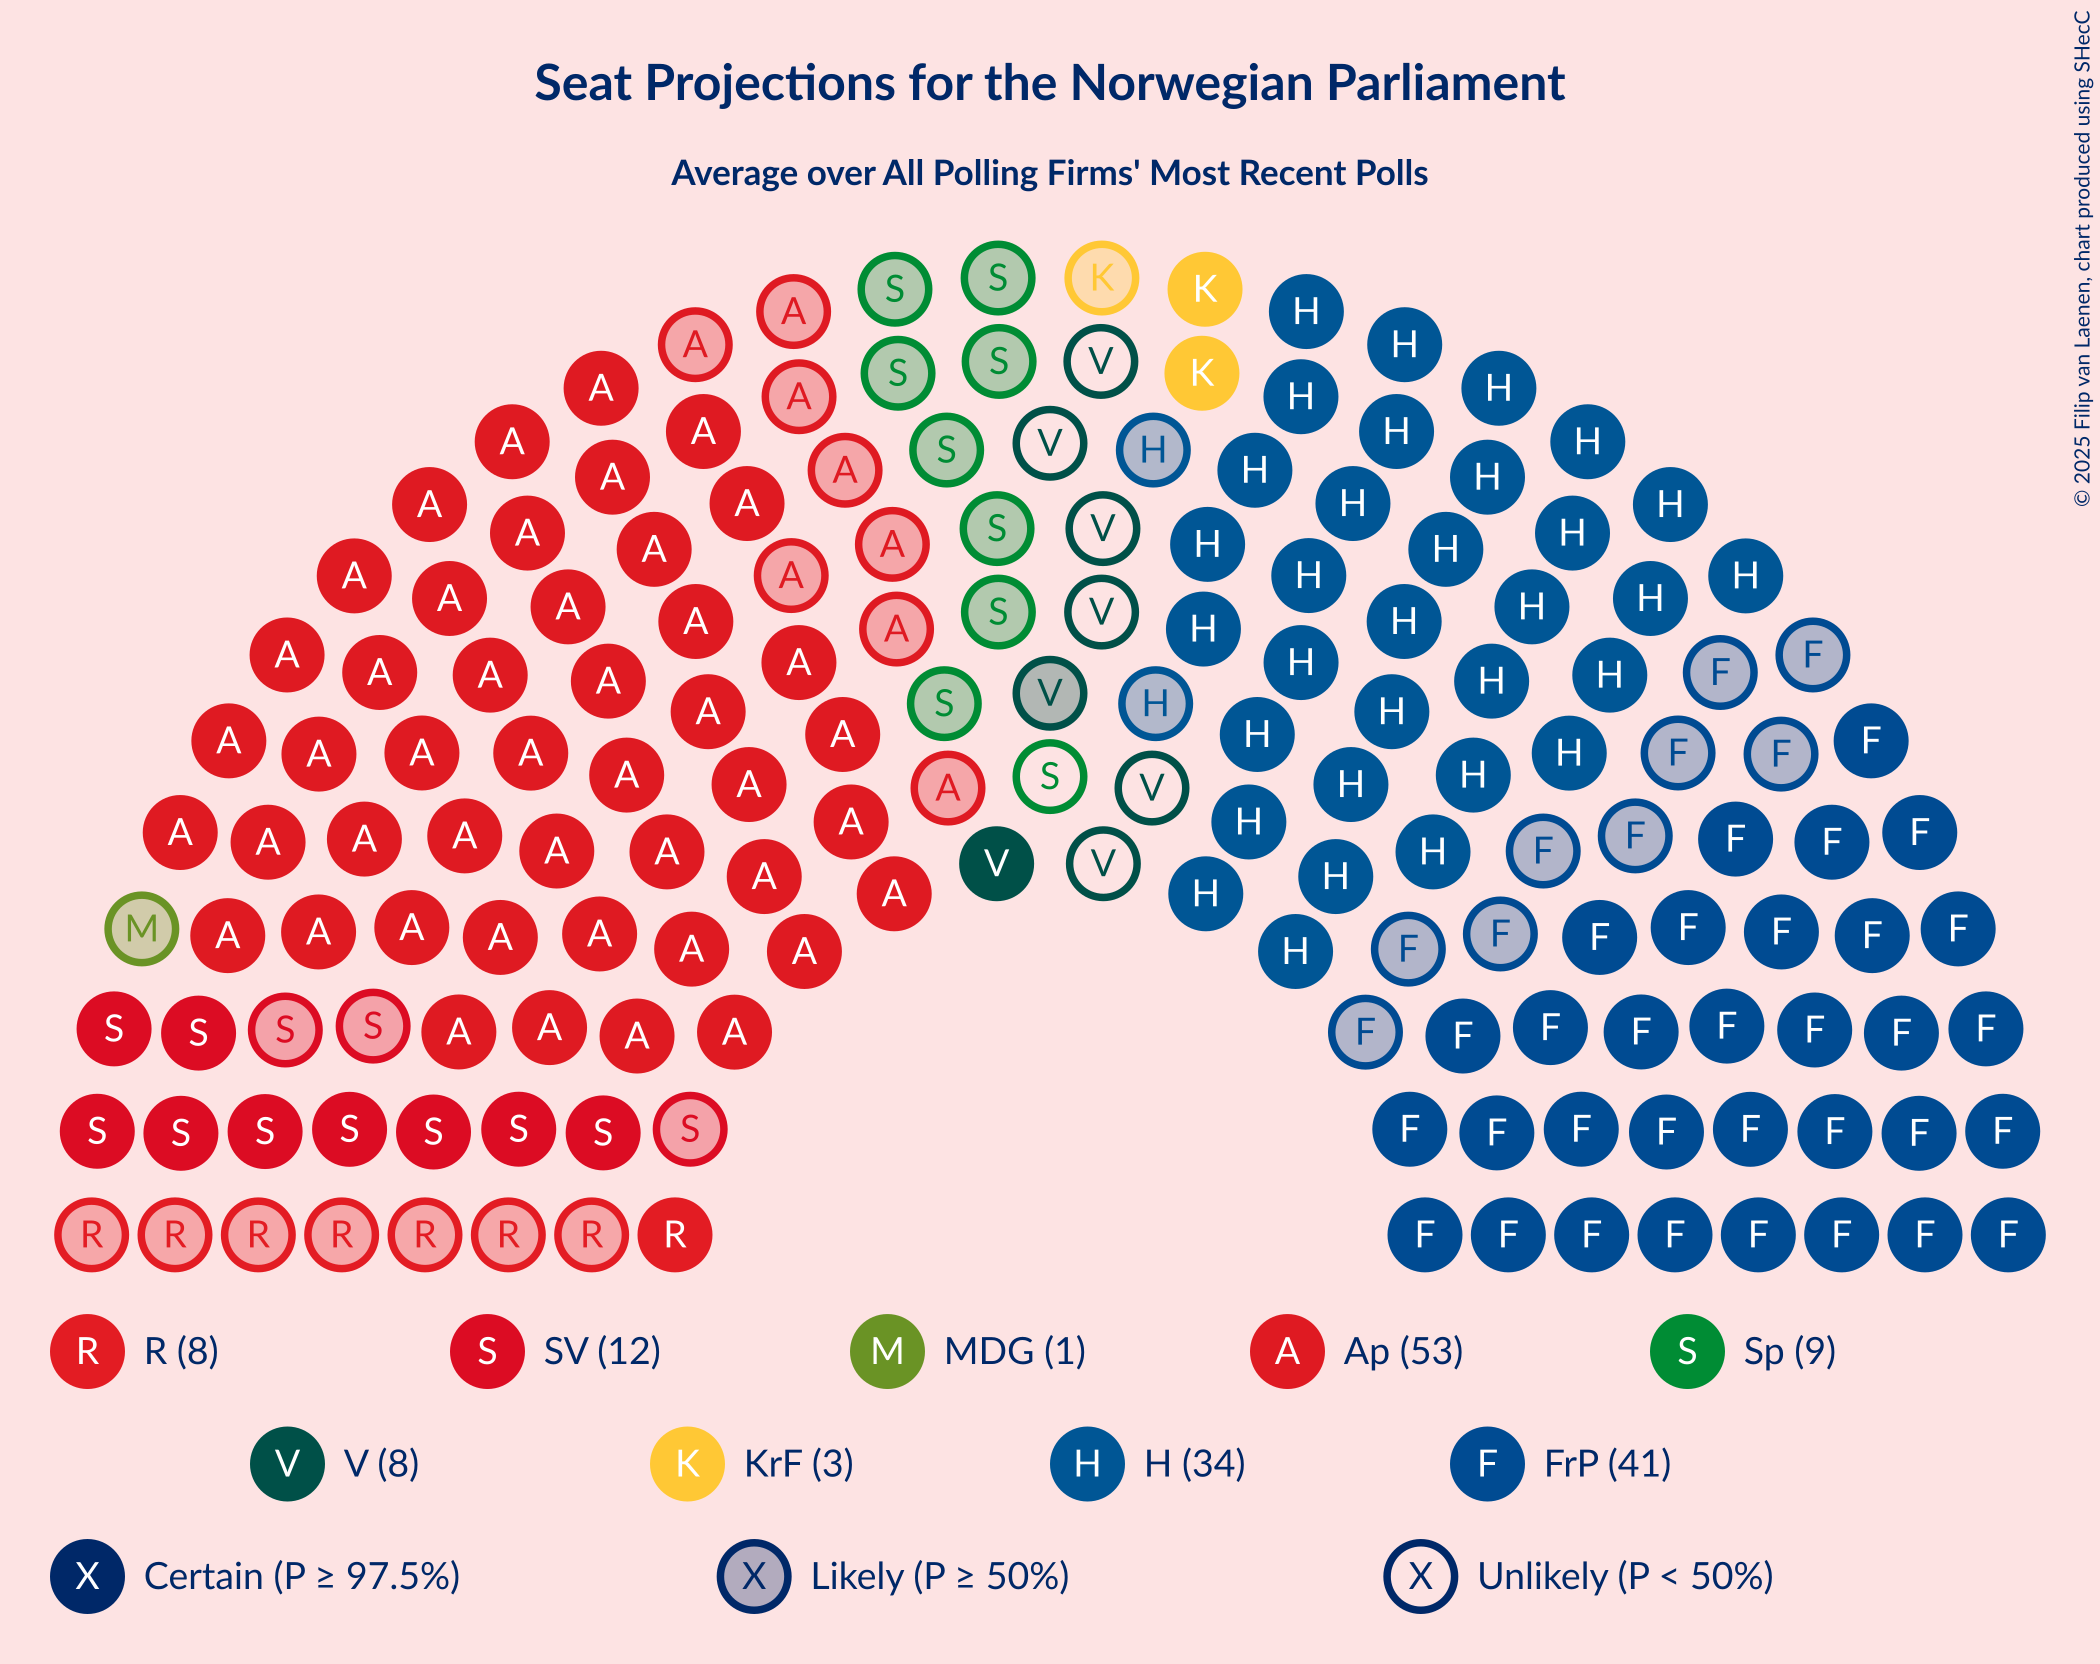 Seat Projections for the Norwegian Parliament
Average over All Polling Firms' Most Recent Polls
© 2025 Filip van Laenen, chart produced using SHecC
S S K K H H
A A S S V K H H H
A A A S V H H H H H
A A A A S V H H H H H
A A A A A S V H H H H H
A A A A A A S V H H H H H F F
A A A A A A A S V H H H H F F F
A A A A A A A V V H H H F F F F F
M A A A A A A A H F F F F F F F
S S S S A A A A F F F F F F F F
S S S S S S S S F F F F F F F F
R R R R R R R R F F F F F F F F
R R (8) S SV (12) M MDG (1) A Ap (53) S Sp (9)
V V (8) K KrF (3) H H (34) F FrP (41)
X Certain (P ≥ 97.5%) X Likely (P ≥ 50%) X Unlikely (P < 50%)